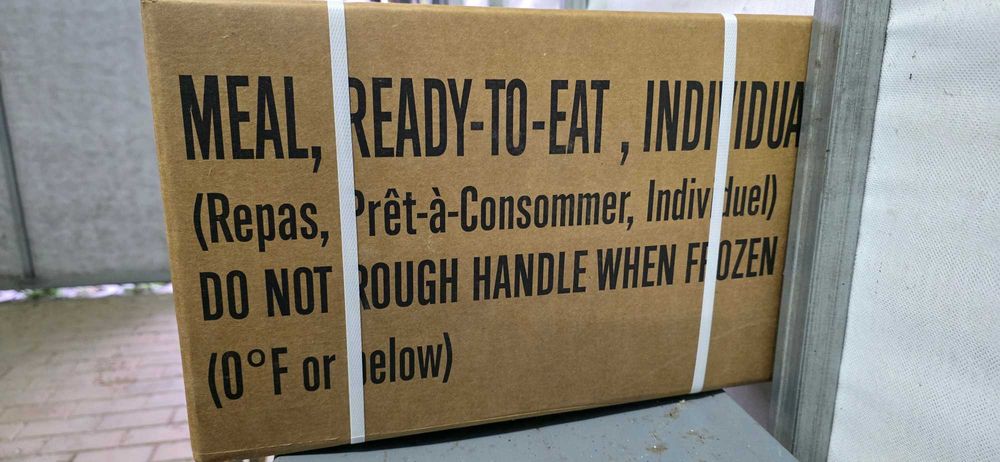 MEAL, READY-TO-EAT , INDIVIDUA
(Repas, Prêt-à-Consommer, Individuel)
DO NOT ROUGH HANDLE WHEN FROZEN
(0°F or below)